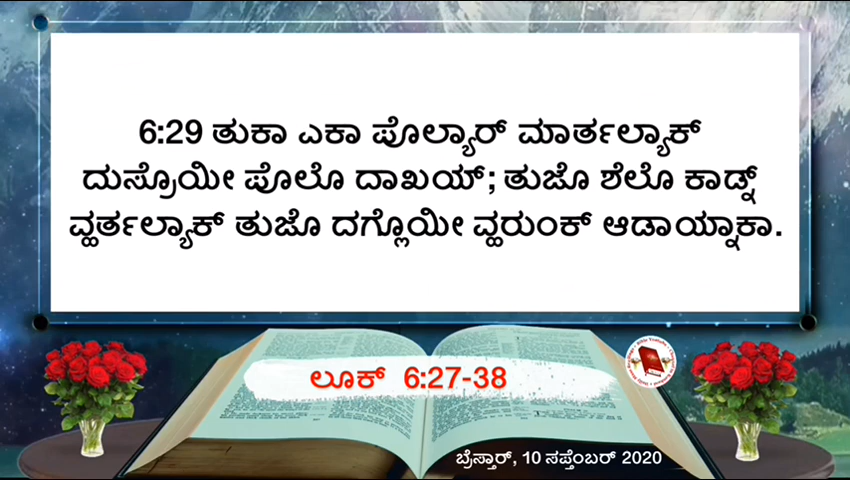 6:29 ತುಕಾ ಎಕಾ ಪೊಲ್ಯಾರ್ ಮಾರ್ತಲ್ಯಾಕ್
ದುಸ್ರೊಯೀ ಪೊಲೊ ದಾಖಯ್; ತುಜೊ ಶೆಲೊ ಕಾಡ್ನ್
ವ್ಹರ್ತಲ್ಯಾಕ್ ತುಜೊ ದಗ್ಲೊಯೀ ವ್ಹರುಂಕ್ ಆಡಾಯ್ನಾಕಾ.
ಲೂಕ್ 6:27-38
ಬ್ರೆಸ್ತಾರ್, 10 ಸಪ್ತೆಂಬರ್ 2020